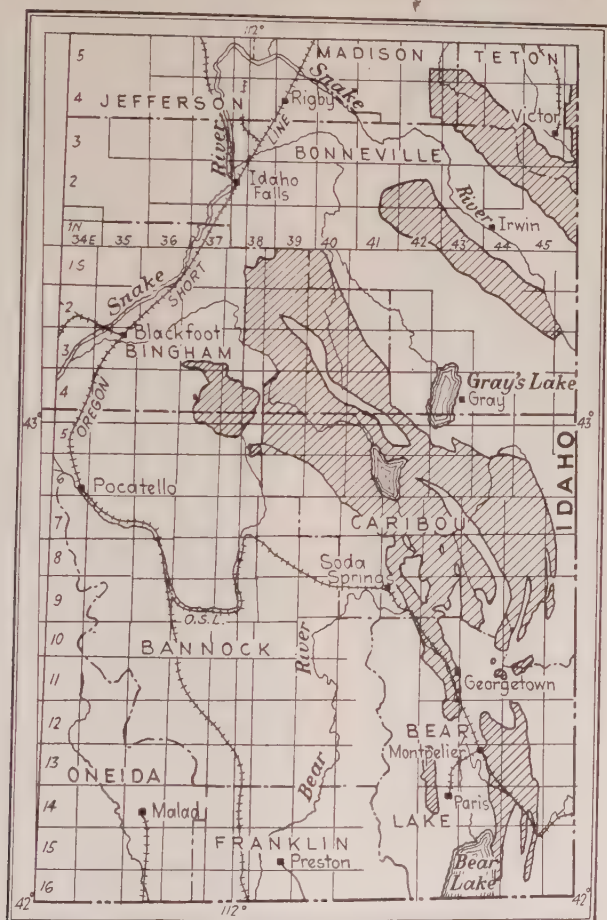 112°
MADISON
TETON
5
4
JEFFERSON
Rigby
Snake
Victor
3
River
LINE
BONNEVILLE
2
Idaho
Falls
River
Irwin
1N
34E 35 36 37 38 39 40 41 42 43 44 45
1S
Snake
SHORT
2
Blackfoot
3
BINGHAM
4
Gray's Lake
Gray
43°
43°
OREGON
5
IDAHO
6
Pocatello
7
CARIBOU
8
Soda
Springs
9
O.S.L.
10
BANNOCK
River
11
Georgetown
12
BEAR
Montpelier
13
ONEIDA
Bear
14
Malad
Paris
LAKE
15
FRANKLIN
Preston
Bear
Lake
16
42°
112°
42°